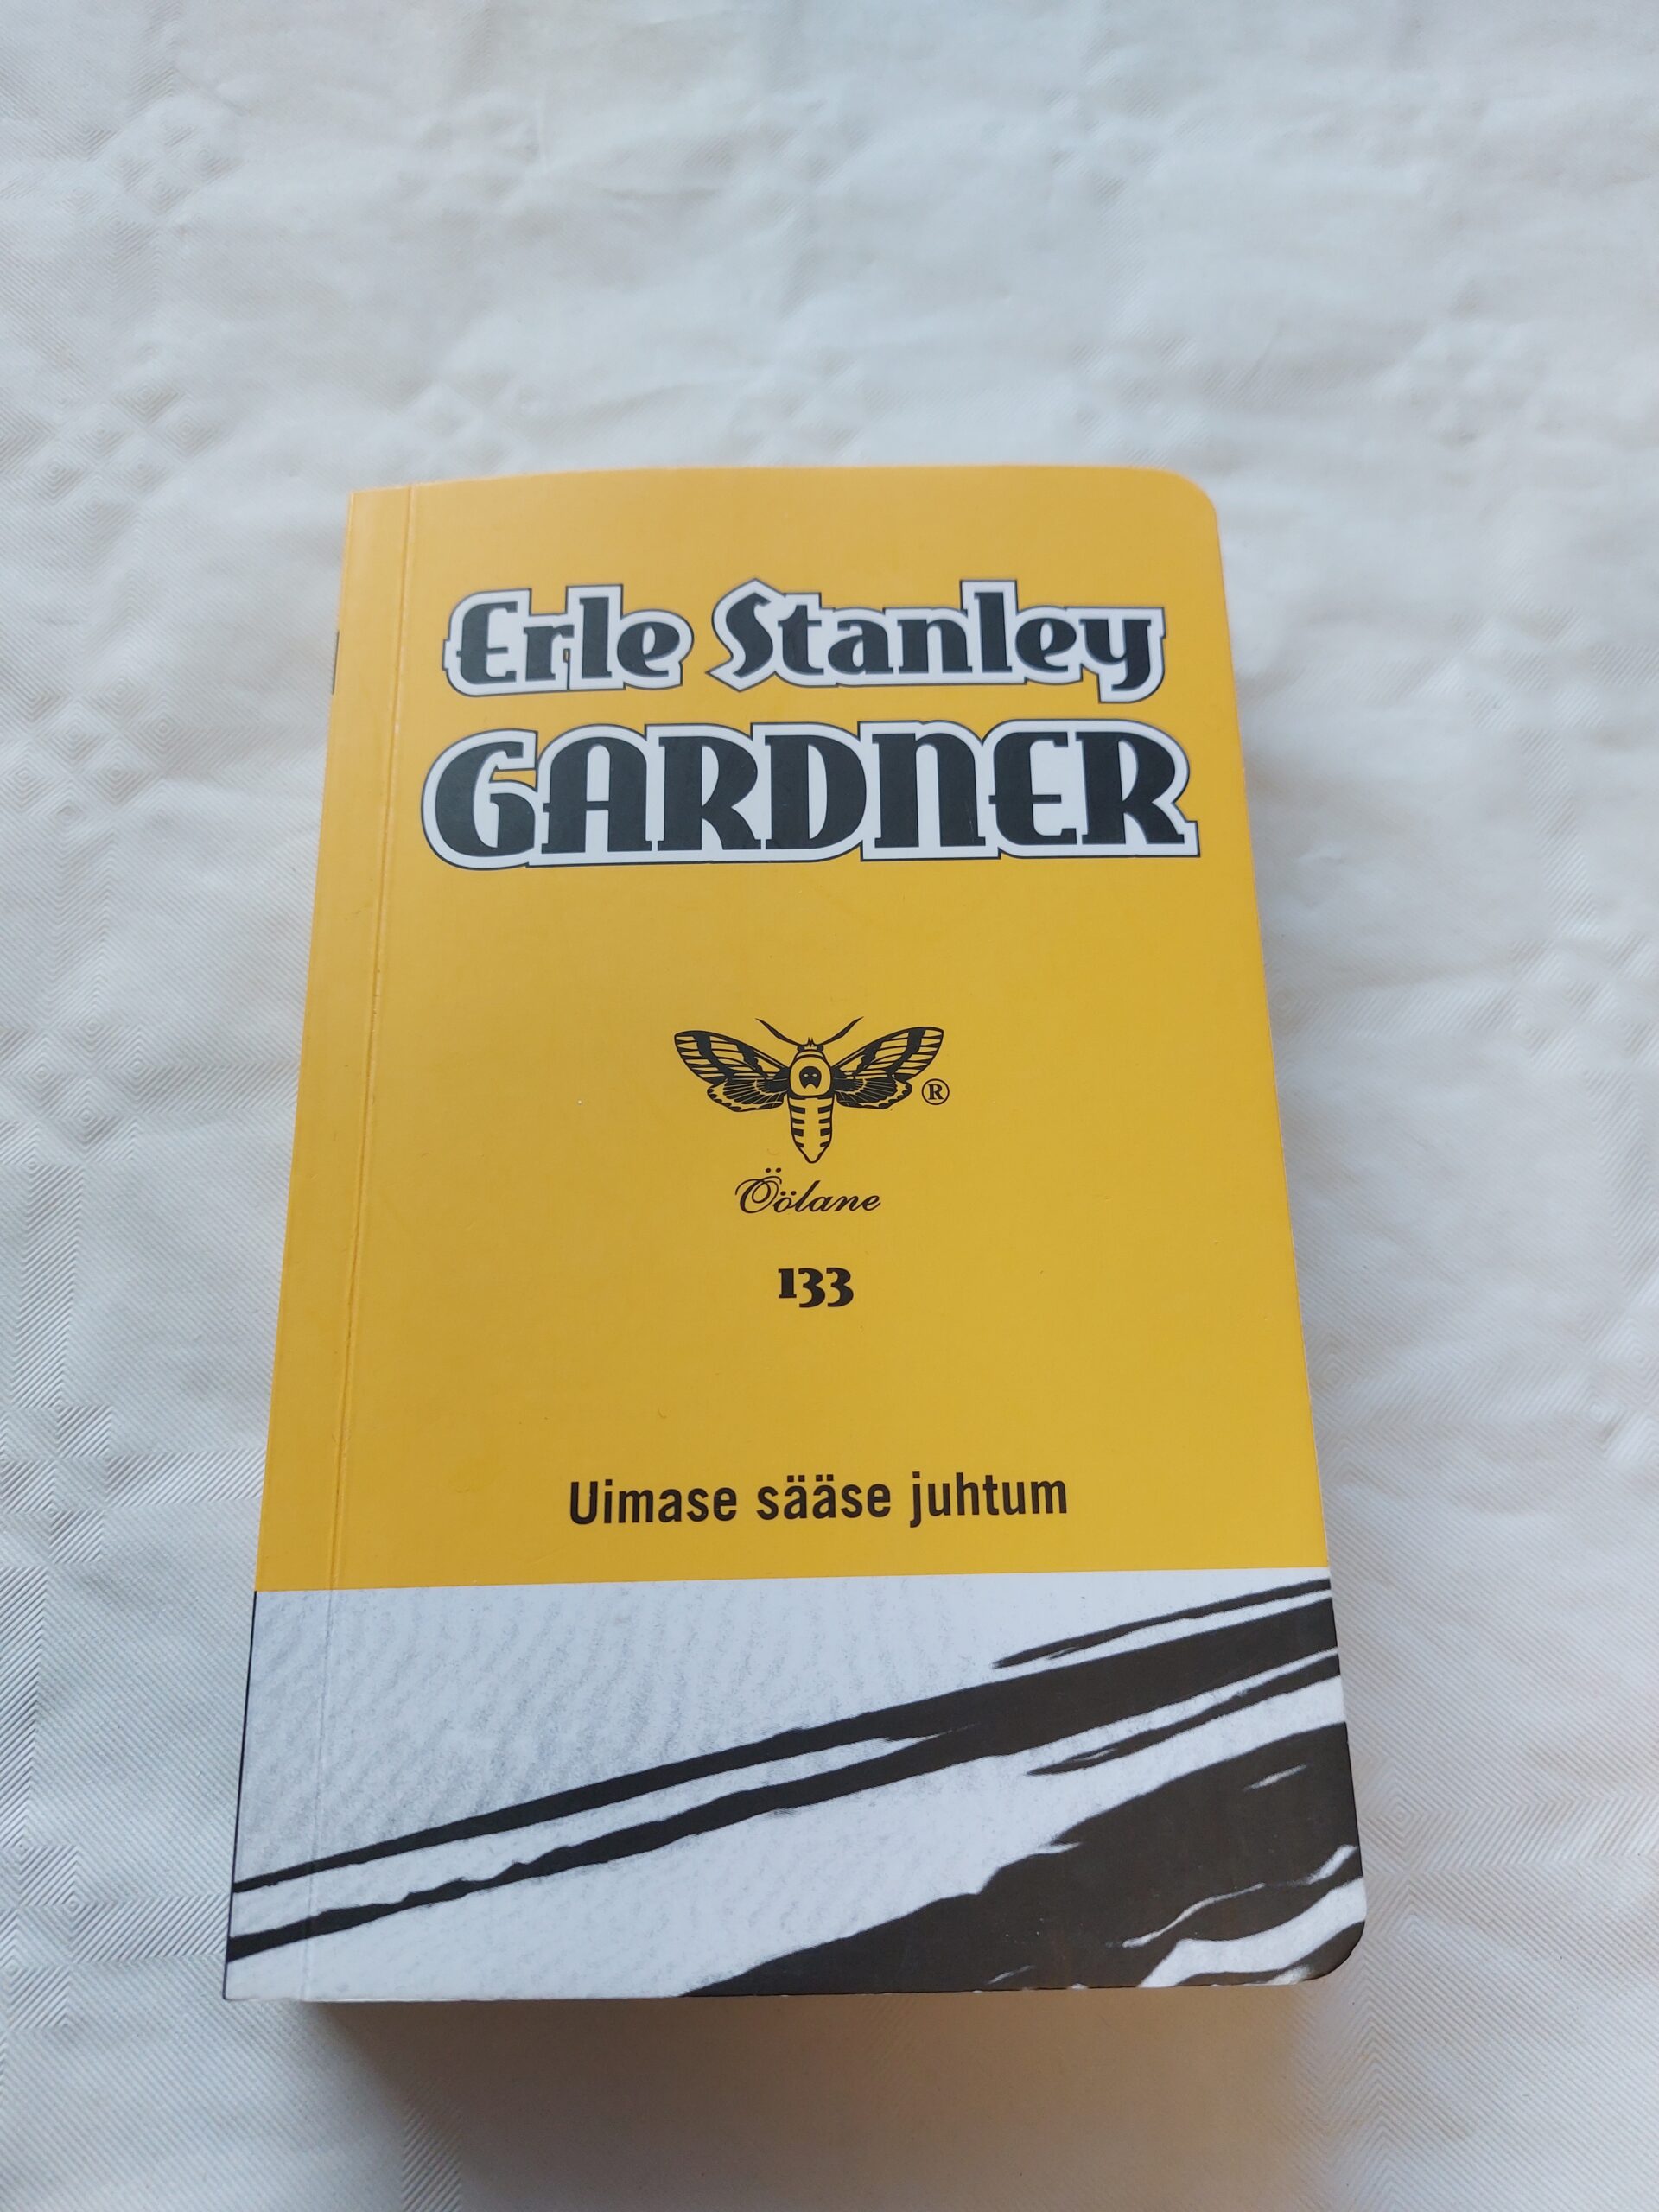 Erle Stanley
GARDNER
®
Öölane
133
Uimase sääse juhtum